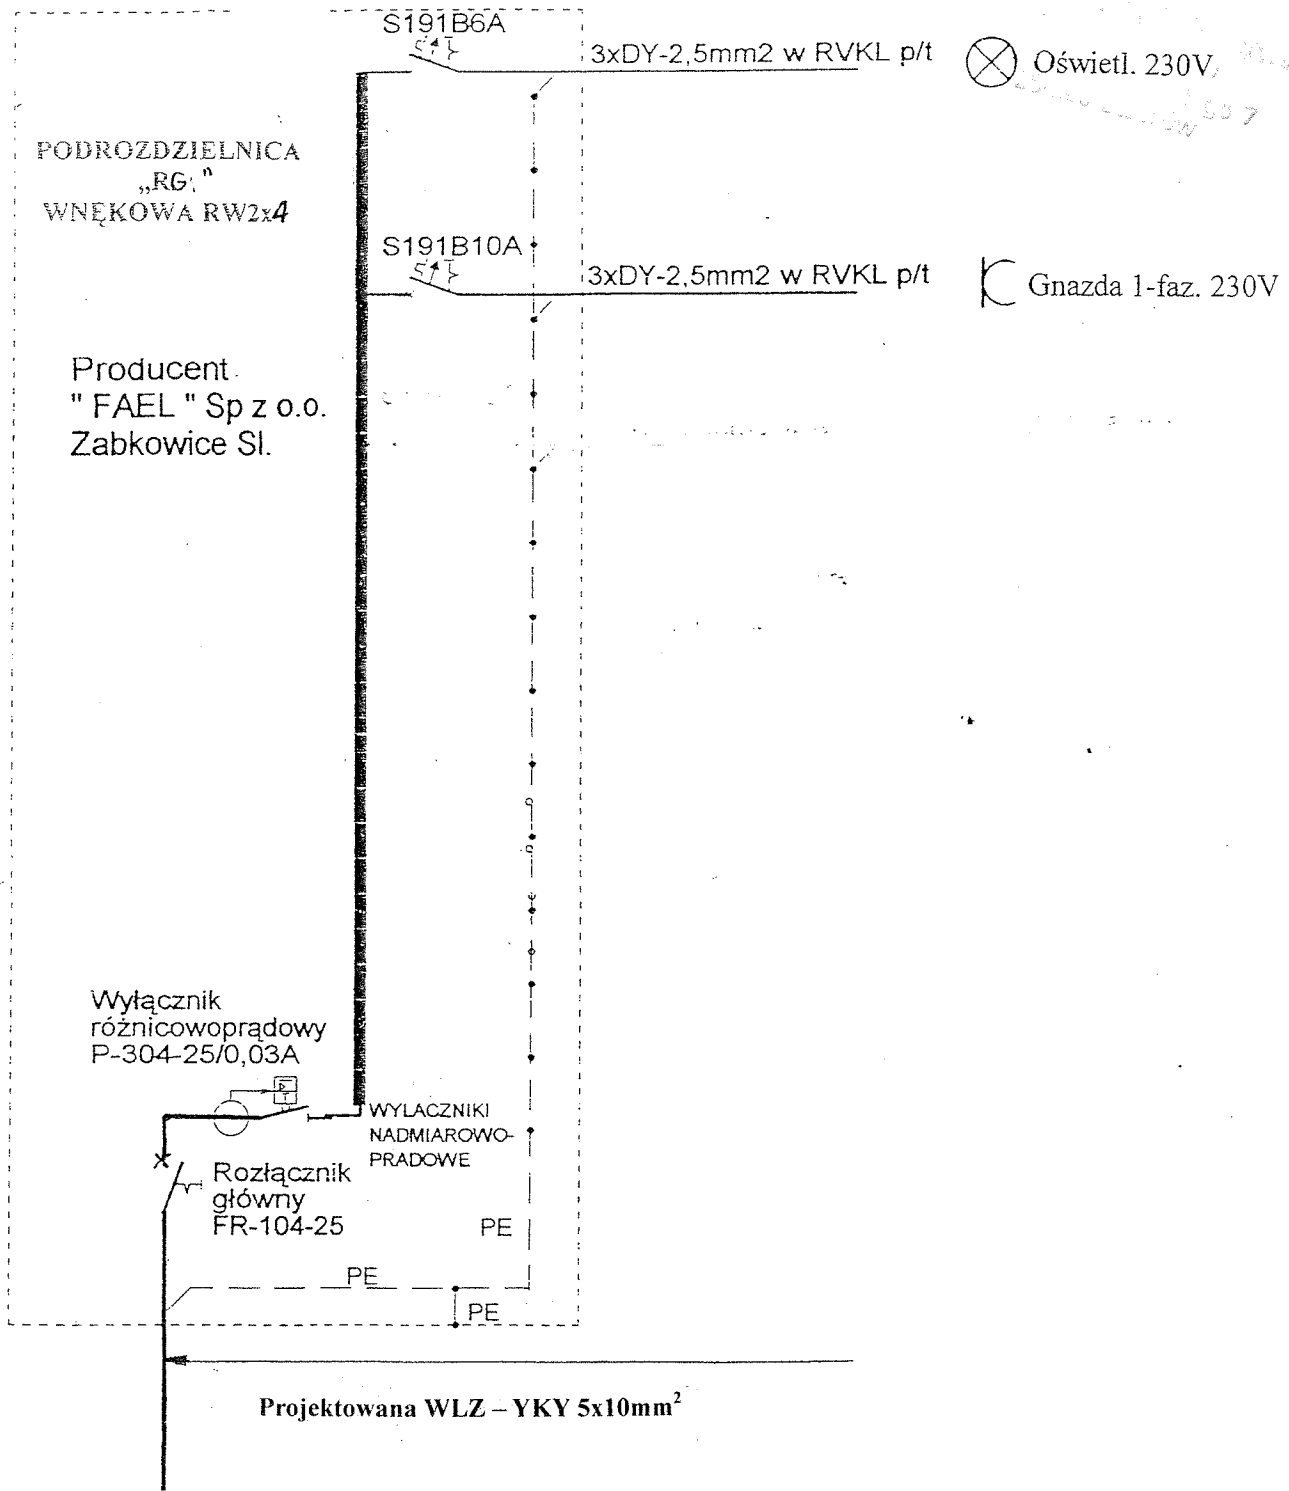 S191B6A
3xDY-2,5mm2 w RVKL p/t
Oświetl. 230V
PODROZDZIELNICA
„RG "
WNĘKOWA RW2x4
S191B10A
3xDY-2,5mm2 w RVKL p/t
Gnazda 1-faz. 230V
Producent
" FAEL " Sp z o.o.
Zabkowice Sl.
Wyłącznik
różnicowoprądowy
P-304-25/0,03A
WYLACZNIKI
NADMIAROWO-
PRADOWE
Rozłącznik
główny
FR-104-25
PE
PE
PE
Projektowana WLZ – YKY 5x10mm²